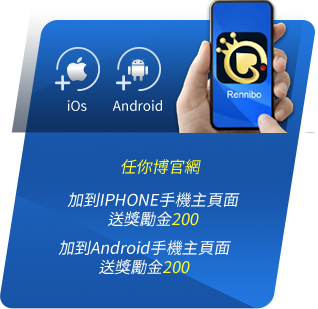 iOs
Android
Rennibo
任你博官網
加到IPHONE手機主頁面
送獎勵金200
加到Android手機主頁面
送獎勵金200